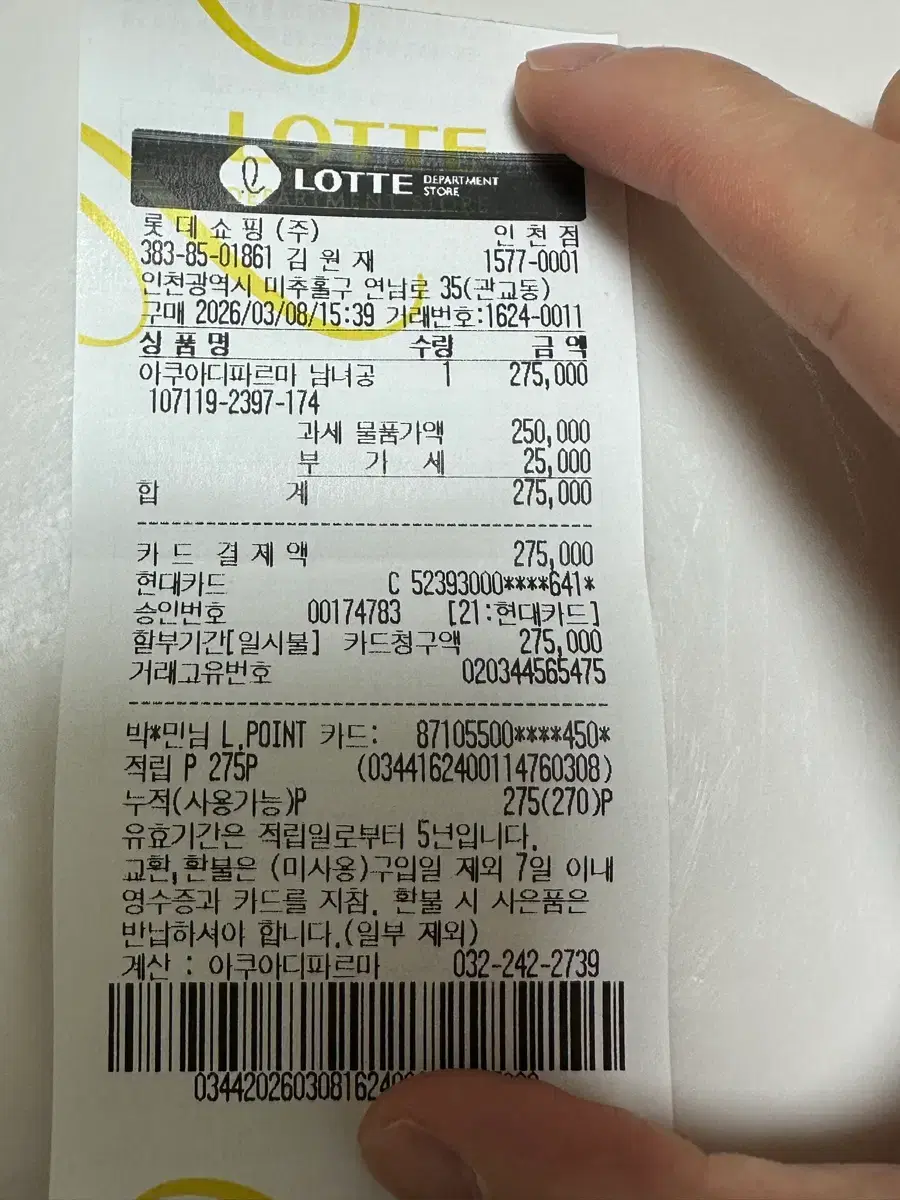 LOTTE
LOTTE DEPARTMENT STORE
DEPARTMENT STORE
롯데쇼핑(주) 인천점
383-85-01861 김원재 1577-0001
인천광역시 미추홀구 연남로 35(관교동)
구매 2026/03/08/15:39 거래번호:1624-0011
상품명 수량 금액
아쿠아디파르마 남녀공 1 275,000
107119-2397-174
과세 물품가액 250,000
부 가 세 25,000
합 계 275,000
카드 결제액 275,000
현대카드 C 52393000****641*
승인번호 00174783 [21:현대카드]
할부기간[일시불] 카드청구액 275,000
거래고유번호 020344565475
박*민님 L.POINT 카드: 87105500****450*
적립 P 275P (0344162400114760308)
누적(사용가능)P 275(270)P
유효기간은 적립일로부터 5년입니다.
교환,환불은 (미사용)구입일 제외 7일 이내
영수증과 카드를 지참. 환불 시 사은품은
반납하셔야 합니다.(일부 제외)
계산 : 아쿠아디파르마 032-242-2739